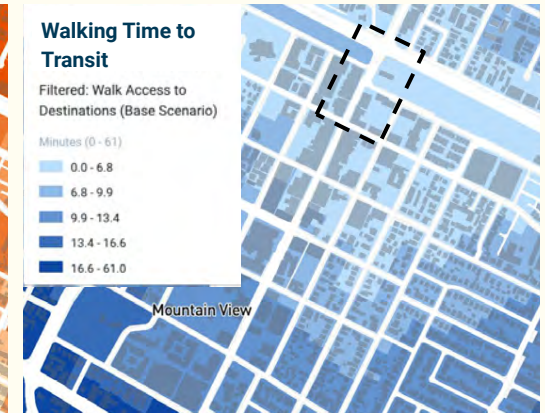 Walking Time to
Transit
Filtered: Walk Access to
Destinations (Base Scenario)
Minutes (0 - 61)
0.0 - 6.8
6.8 - 9.9
9.9 - 13.4
13.4 - 16.6
16.6 - 61.0
Mountain View